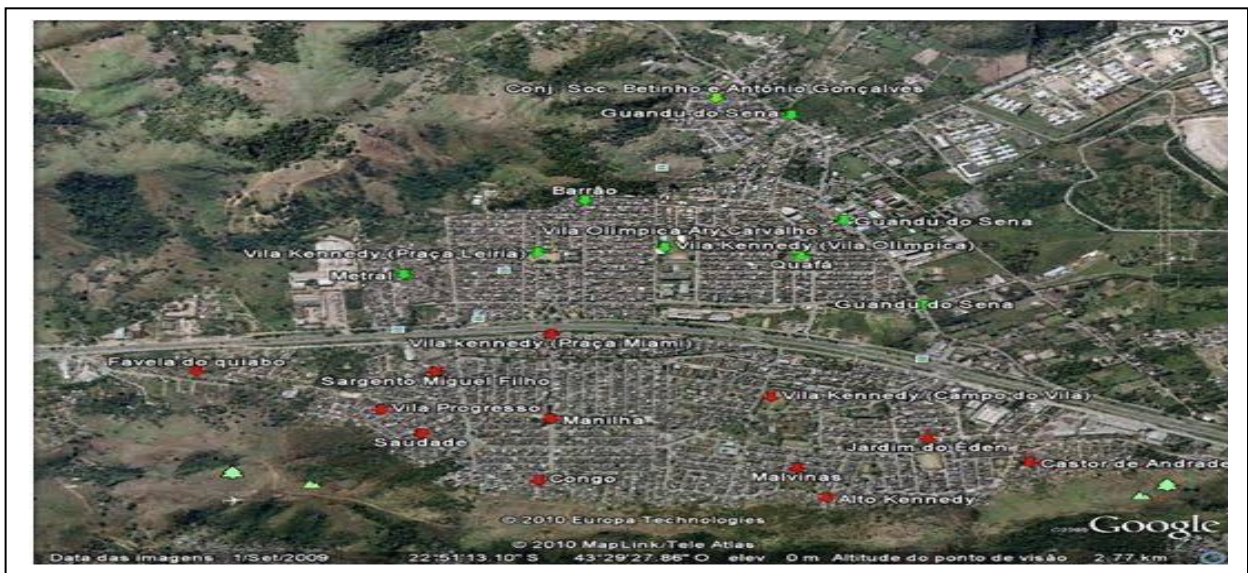 Conj. Soc. Betinho e Antônio Gonçalves
Guandu do Sena
Barrão
Guandu do Sena
Vila Olímpica Aty Carvalho
Vila Kennedy (Vila Olímpica)
Vila Kennedy (Praça Leiria)
Quafá
Metral
Guandu do Sena
Vila kennedy (Praça Miami)
Favela do quiabo
Sargento Miguel Filho
Vila Kennedy (Campo do Vila)
Vila Progresso
Manilha
Saudade
Jardim do Éden
Castor de Andrade
Malvinas
Congo
Alto Kennedy
© 2010 Europa Technologies
Google
© 2010 MapLink/Tele Atlas
Data das imagens 1/Set/2009 22°51'13.10" S 43°29'27.86" O elev 0 m Altitude do ponto de visão 2.77 km